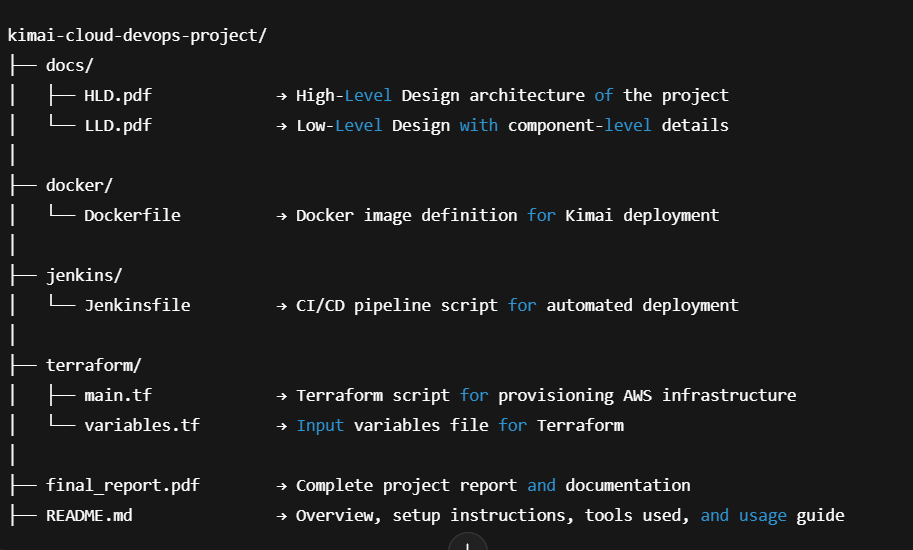 kimai-cloud-devops-project/
├── docs/
│   ├── HLD.pdf             → High-Level Design architecture of the project
│   └── LLD.pdf             → Low-Level Design with component-level details
│
├── docker/
│   └── Dockerfile          → Docker image definition for Kimai deployment
│
├── jenkins/
│   └── Jenkinsfile         → CI/CD pipeline script for automated deployment
│
├── terraform/
│   ├── main.tf             → Terraform script for provisioning AWS infrastructure
│   └── variables.tf        → Input variables file for Terraform
│
├── final_report.pdf        → Complete project report and documentation
├── README.md               → Overview, setup instructions, tools used, and usage guide